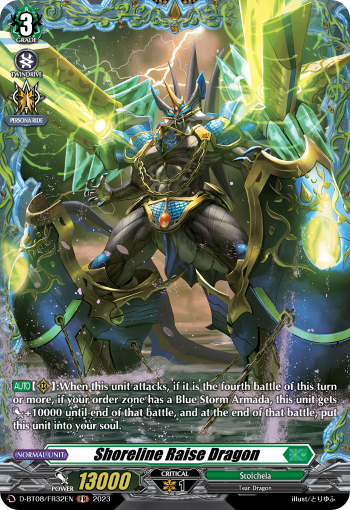 3
GRADE
TWINDRIVE
PERSONA RIDE
AUTO【 】:When this unit attacks, if it is the fourth battle of this turn
or more, if your order zone has a Blue Storm Armada, this unit gets
+10000 until end of that battle, and at the end of that battle, put
this unit into your soul.
NORMAL UNIT
Shoreline Raise Dragon
POWER 13000
CRITICAL
1
Stoicheia
Tear Dragon
D-BT08/FR32EN FR 2023
illust/とりゆふ